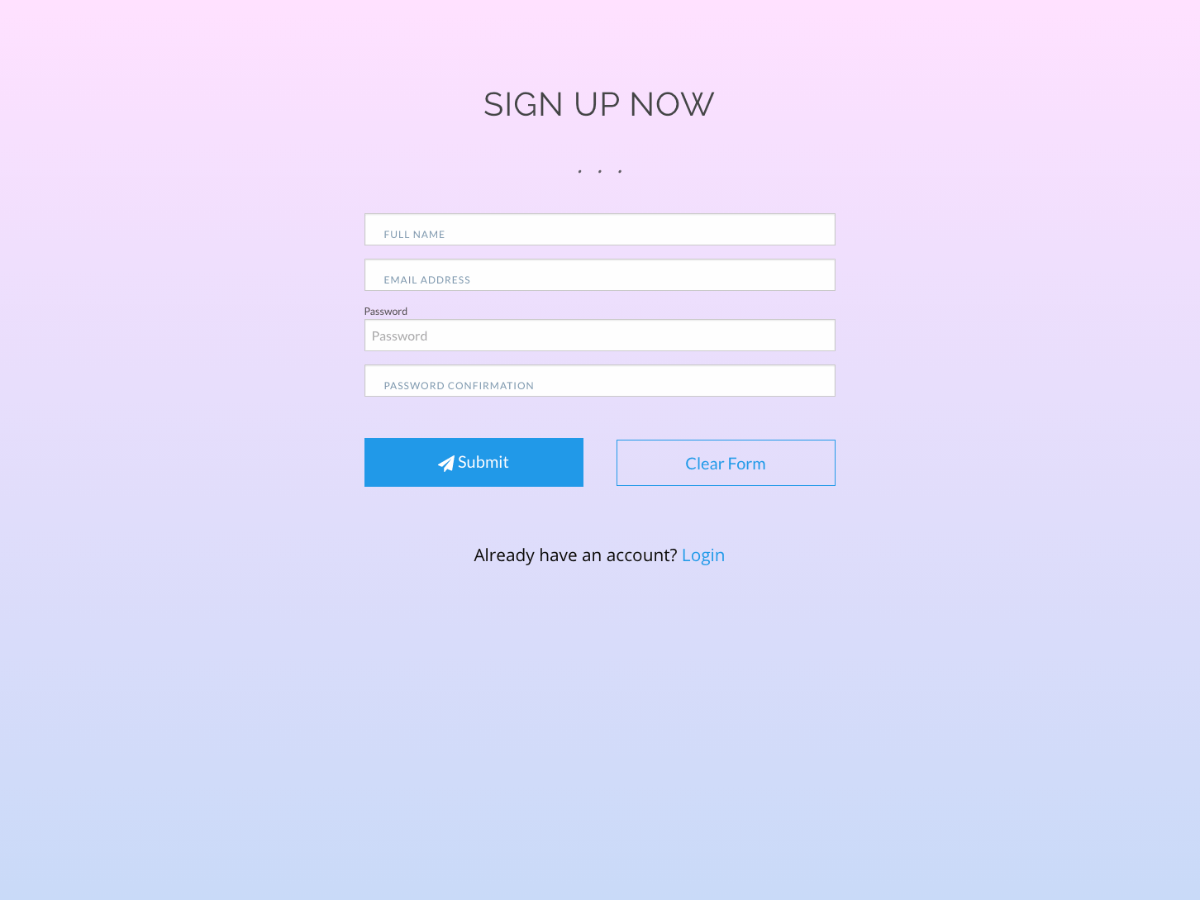 SIGN UP NOW
. . .
FULL NAME
EMAIL ADDRESS
Password
Password
PASSWORD CONFIRMATION
Submit
Clear Form
Already have an account? Login